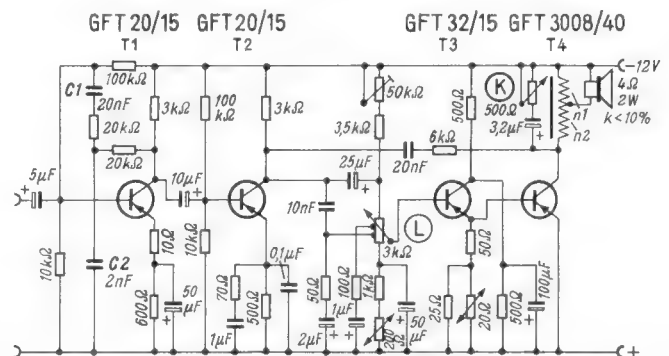 GFT 20/15 GFT 20/15 GFT 32/15 GFT 3008/40
T1 T2 T3 T4
-12V
100kΩ
C1
20nF
20kΩ
20kΩ
3kΩ
100
kΩ
3kΩ
50kΩ
3,5kΩ
500Ω
K
500Ω
3,2µF
+
n1
n2
4Ω
2W
k<10%
5µF
+
10µF
+
25µF
+
20nF
6kΩ
10nF
L
3kΩ
10kΩ
C2
2nF
10Ω
600Ω
50
µF
+
10kΩ
70Ω
1µF
500Ω
0,1µF
50Ω
2µF
+
100Ω
1µF
+
1kΩ
200
Ω
50
µF
+
50Ω
25Ω
20Ω
500Ω
100µF
+
+